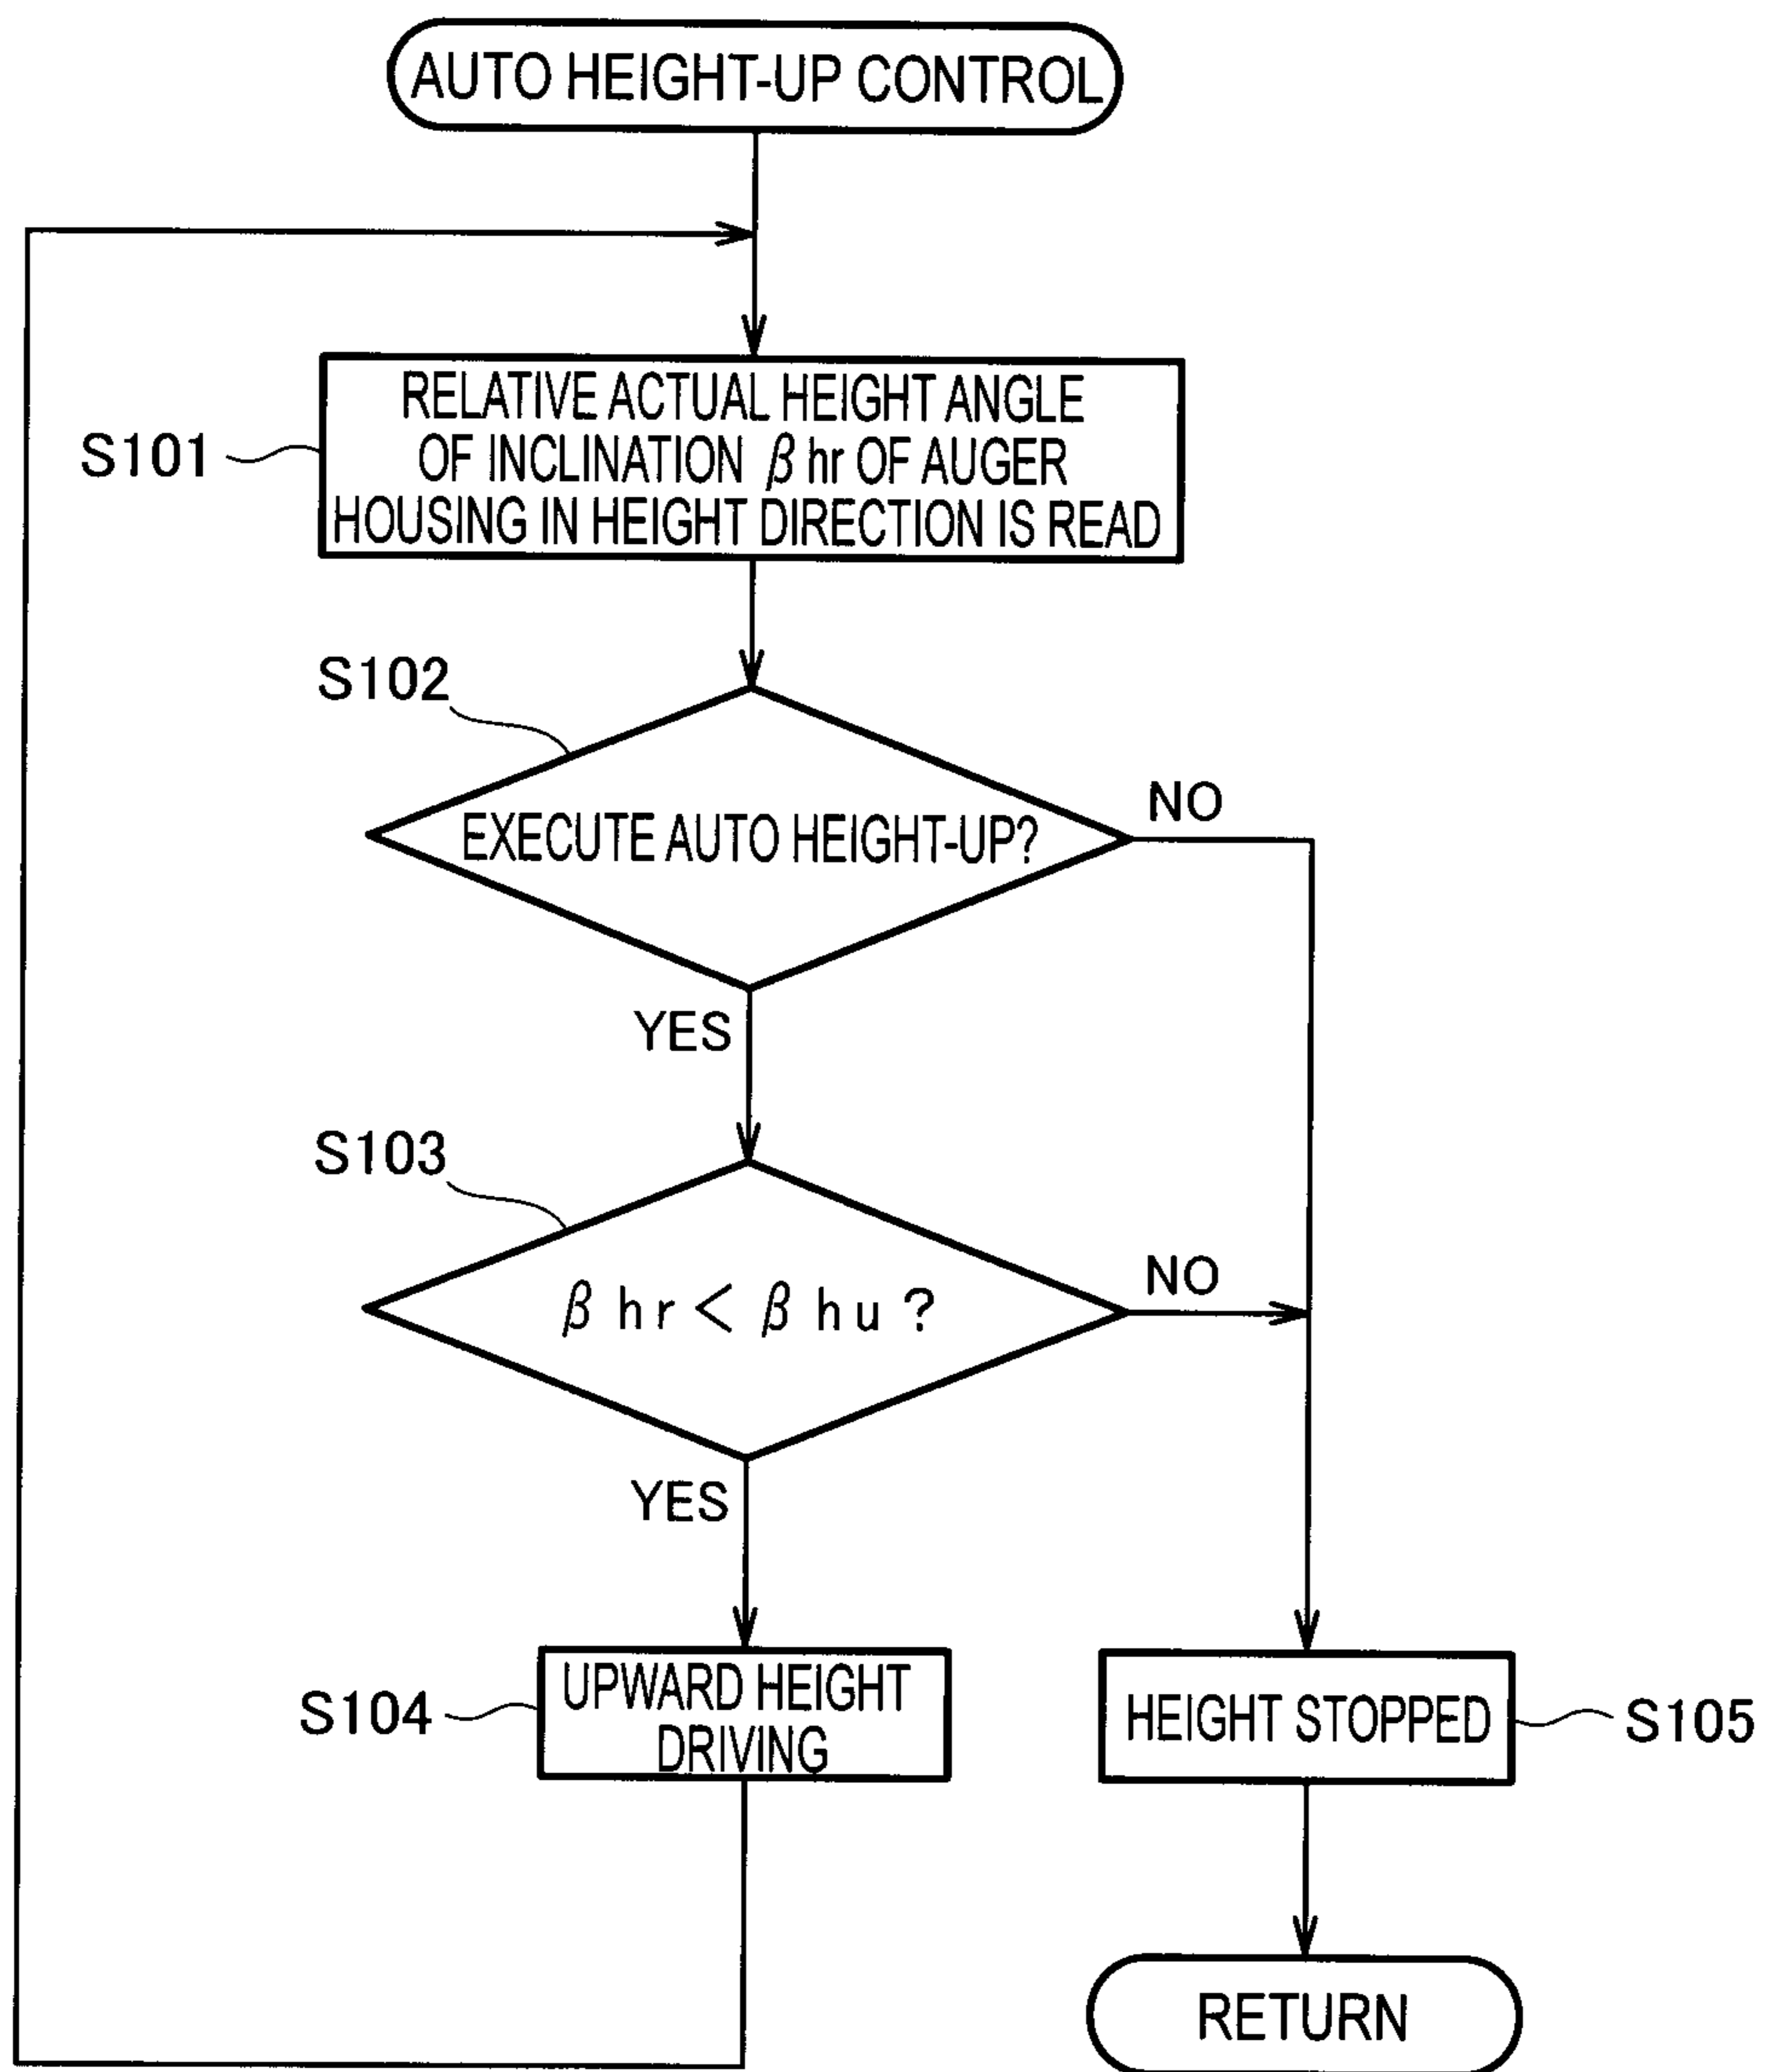 AUTO HEIGHT-UP CONTROL
S101
RELATIVE ACTUAL HEIGHT ANGLE
OF INCLINATION βhr OF AUGER
HOUSING IN HEIGHT DIRECTION IS READ
S102
EXECUTE AUTO HEIGHT-UP?
NO
YES
S103
βhr < βhu?
NO
YES
S104
UPWARD HEIGHT
DRIVING
HEIGHT STOPPED
S105
RETURN